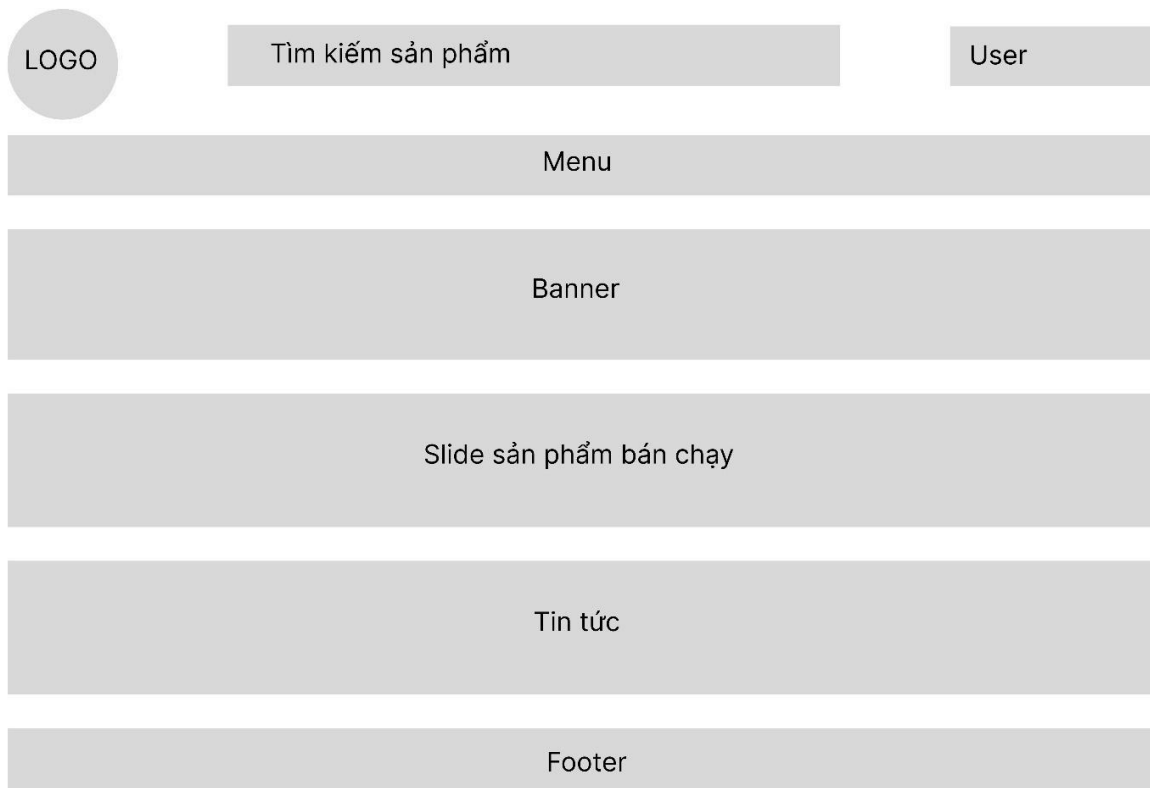 LOGO
Tìm kiếm sản phẩm
User
Menu
Banner
Slide sản phẩm bán chạy
Tin tức
Footer